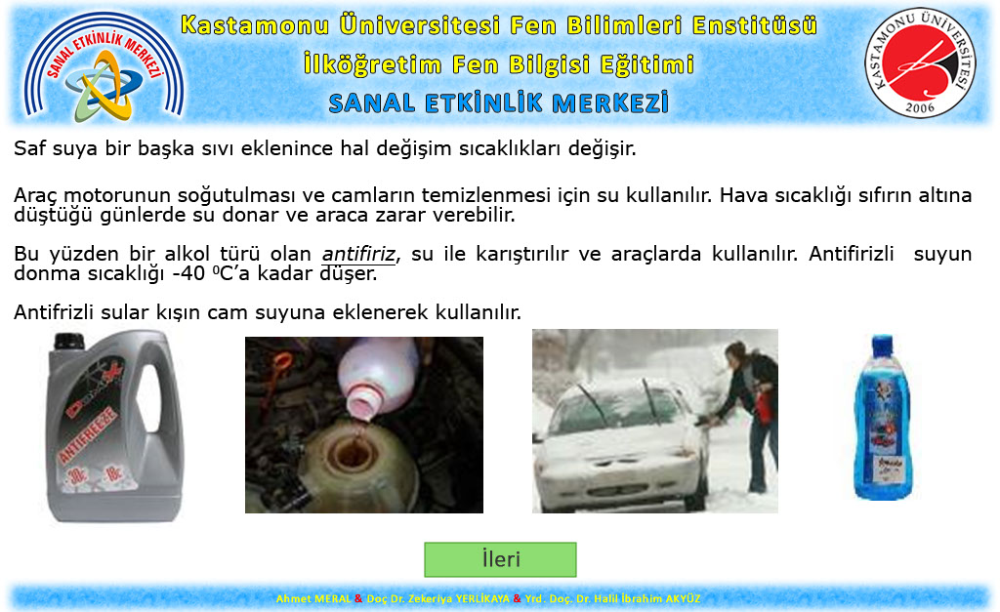 Kastamonu Üniversitesi Fen Bilimleri Enstitüsü
İlköğretim Fen Bilgisi Eğitimi
SANAL ETKİNLİK MERKEZİ
SANAL ETKİNLİK MERKEZİ
KASTAMONU ÜNİVERSİTESİ
2006
Saf suya bir başka sıvı eklenince hal değişim sıcaklıkları değişir.
Araç motorunun soğutulması ve camların temizlenmesi için su kullanılır. Hava sıcaklığı sıfırın altına
düştüğü günlerde su donar ve araca zarar verebilir.
Bu yüzden bir alkol türü olan antifiriz, su ile karıştırılır ve araçlarda kullanılır. Antifirizli suyun
donma sıcaklığı -40 ⁰C’a kadar düşer.
Antifrizli sular kışın cam suyuna eklenerek kullanılır.
ANTIFREEZE
İleri
Ahmet MERAL & Doç Dr. Zekeriya YERLİKAYA & Yrd. Doç. Dr. Halil İbrahim AKYÜZ